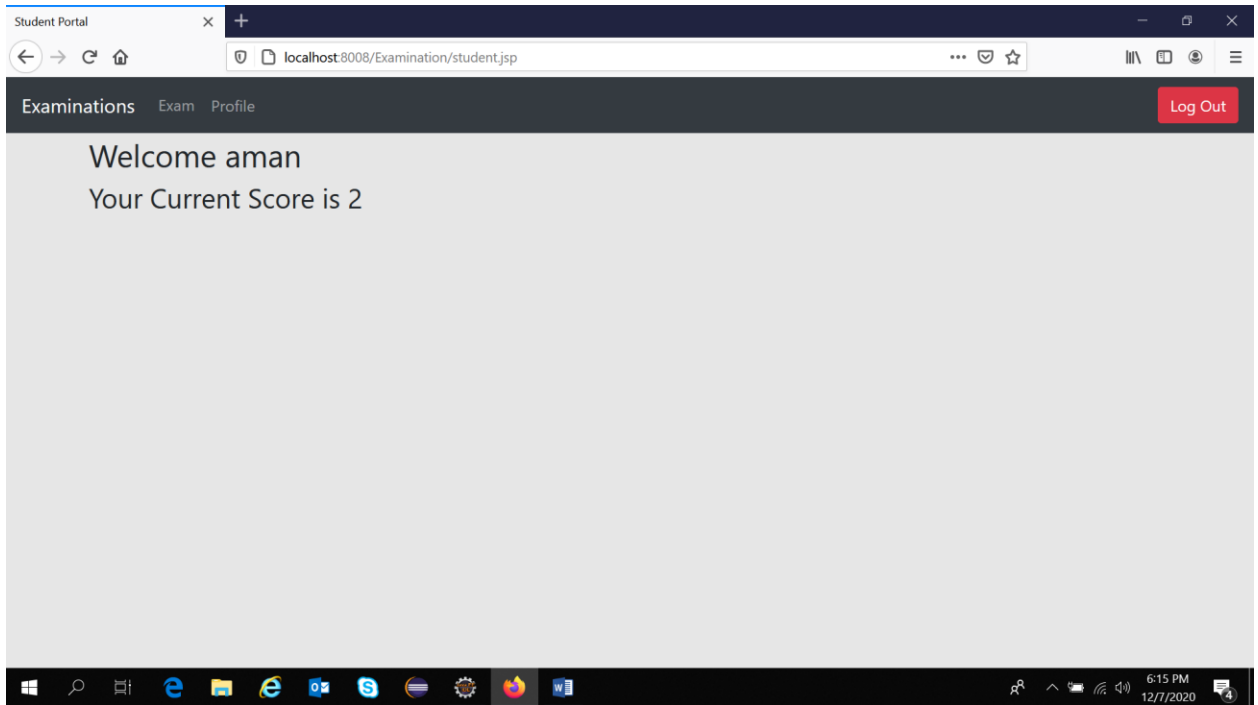 Student Portal
localhost:8008/Examination/student.jsp
Examinations Exam Profile Log Out
Welcome aman
Your Current Score is 2
6:15 PM
12/7/2020
4